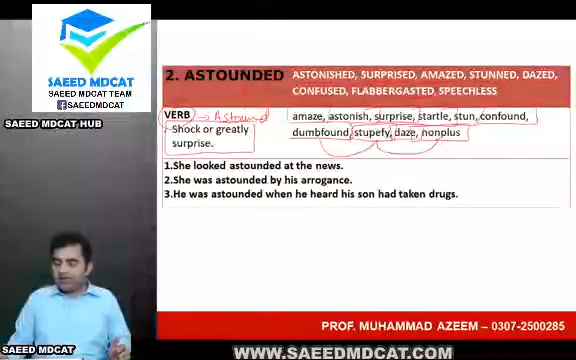 SAEED MDCAT
SAEED MDCAT TEAM
f SAEEDMDCAT
SAEED MDCAT HUB
2. ASTOUNDED
ASTONISHED, SURPRISED, AMAZED, STUNNED, DAZED,
CONFUSED, FLABBERGASTED, SPEECHLESS
VERB → Astound
Shock or greatly
surprise.
amaze, astonish, surprise, startle, stun, confound,
dumbfound, stupefy, daze, nonplus
1.She looked astounded at the news.
2.She was astounded by his arrogance.
3.He was astounded when he heard his son had taken drugs.
PROF. MUHAMMAD AZEEM – 0307-2500285
SAEED MDCAT
WWW.SAEEDMDCAT.COM